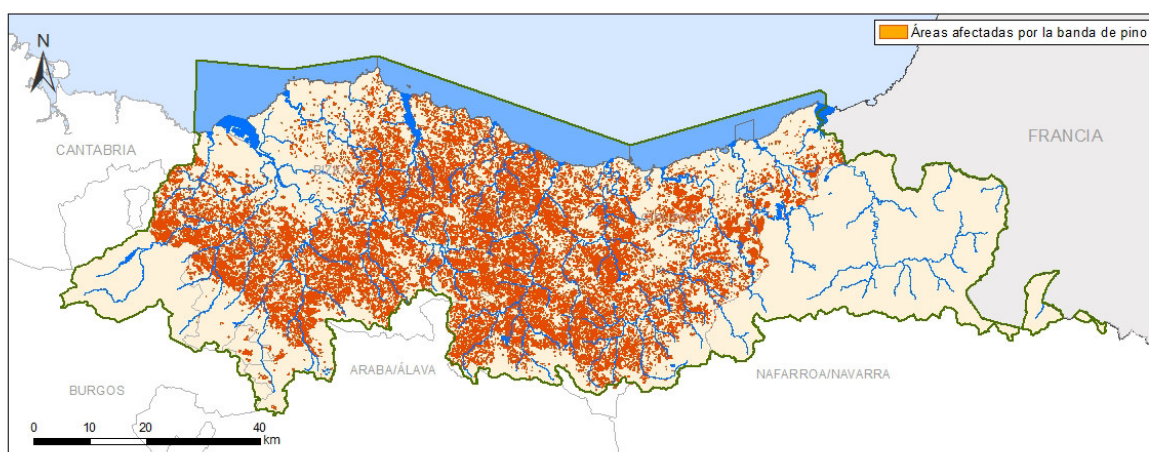 Áreas afectadas por la banda de pino
N
CANTABRIA
FRANCIA
ARABA/ÁLAVA
NAFARROA/NAVARRA
BURGOS
0 10 20 40
km